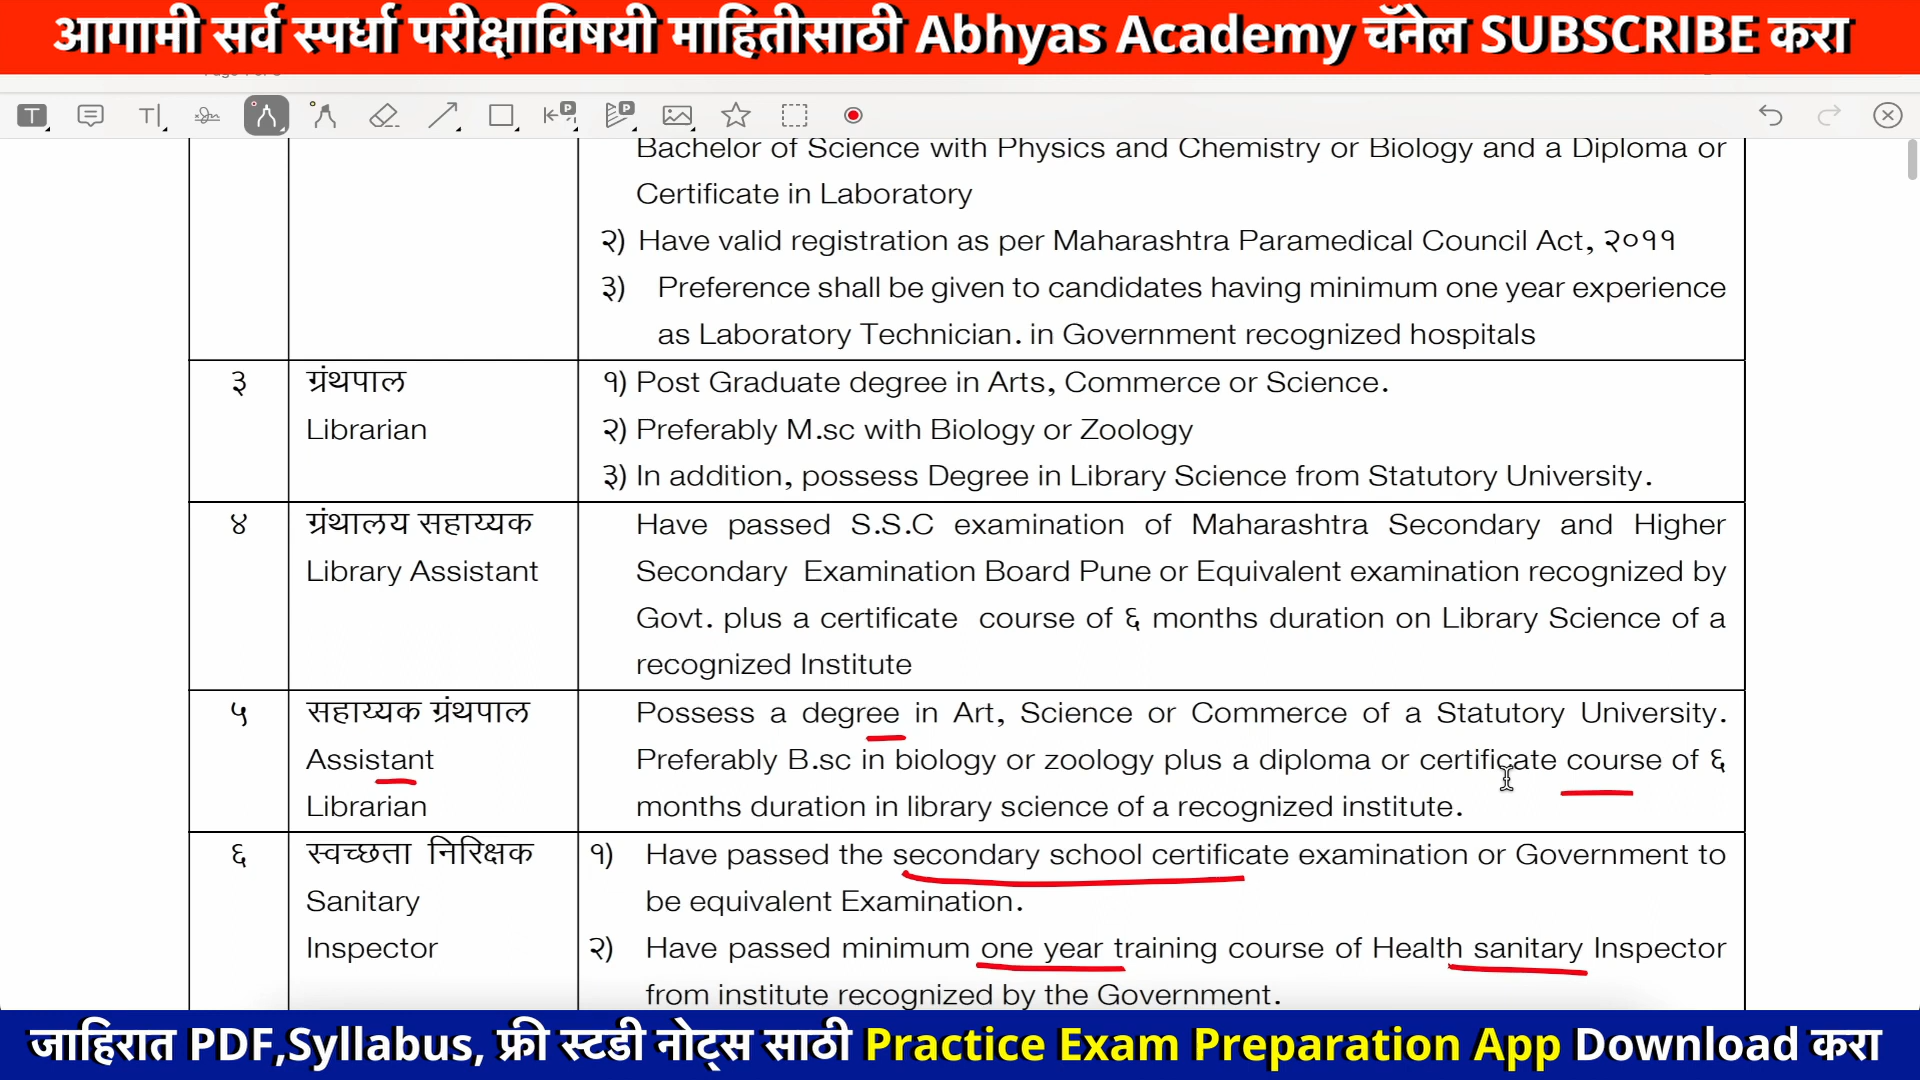 आगामी सर्व स्पर्धा परीक्षाविषयी माहितीसाठी Abhyas Academy चॅनेल SUBSCRIBE करा
Bachelor of Science with Physics and Chemistry or Biology and a Diploma or
Certificate in Laboratory
२) Have valid registration as per Maharashtra Paramedical Council Act, २०११
३) Preference shall be given to candidates having minimum one year experience
as Laboratory Technician. in Government recognized hospitals
३
ग्रंथपाल
Librarian
१) Post Graduate degree in Arts, Commerce or Science.
२) Preferably M.sc with Biology or Zoology
३) In addition, possess Degree in Library Science from Statutory University.
४
ग्रंथालय सहाय्यक
Library Assistant
Have passed S.S.C examination of Maharashtra Secondary and Higher
Secondary Examination Board Pune or Equivalent examination recognized by
Govt. plus a certificate course of ६ months duration on Library Science of a
recognized Institute
५
सहाय्यक ग्रंथपाल
Assistant
Librarian
Possess a degree in Art, Science or Commerce of a Statutory University.
Preferably B.sc in biology or zoology plus a diploma or certificate course of ६
months duration in library science of a recognized institute.
६
स्वच्छता निरिक्षक
Sanitary
Inspector
१) Have passed the secondary school certificate examination or Government to
be equivalent Examination.
२) Have passed minimum one year training course of Health sanitary Inspector
from institute recognized by the Government.
जाहिरात PDF,Syllabus, फ्री स्टडी नोट्स साठी Practice Exam Preparation App Download करा